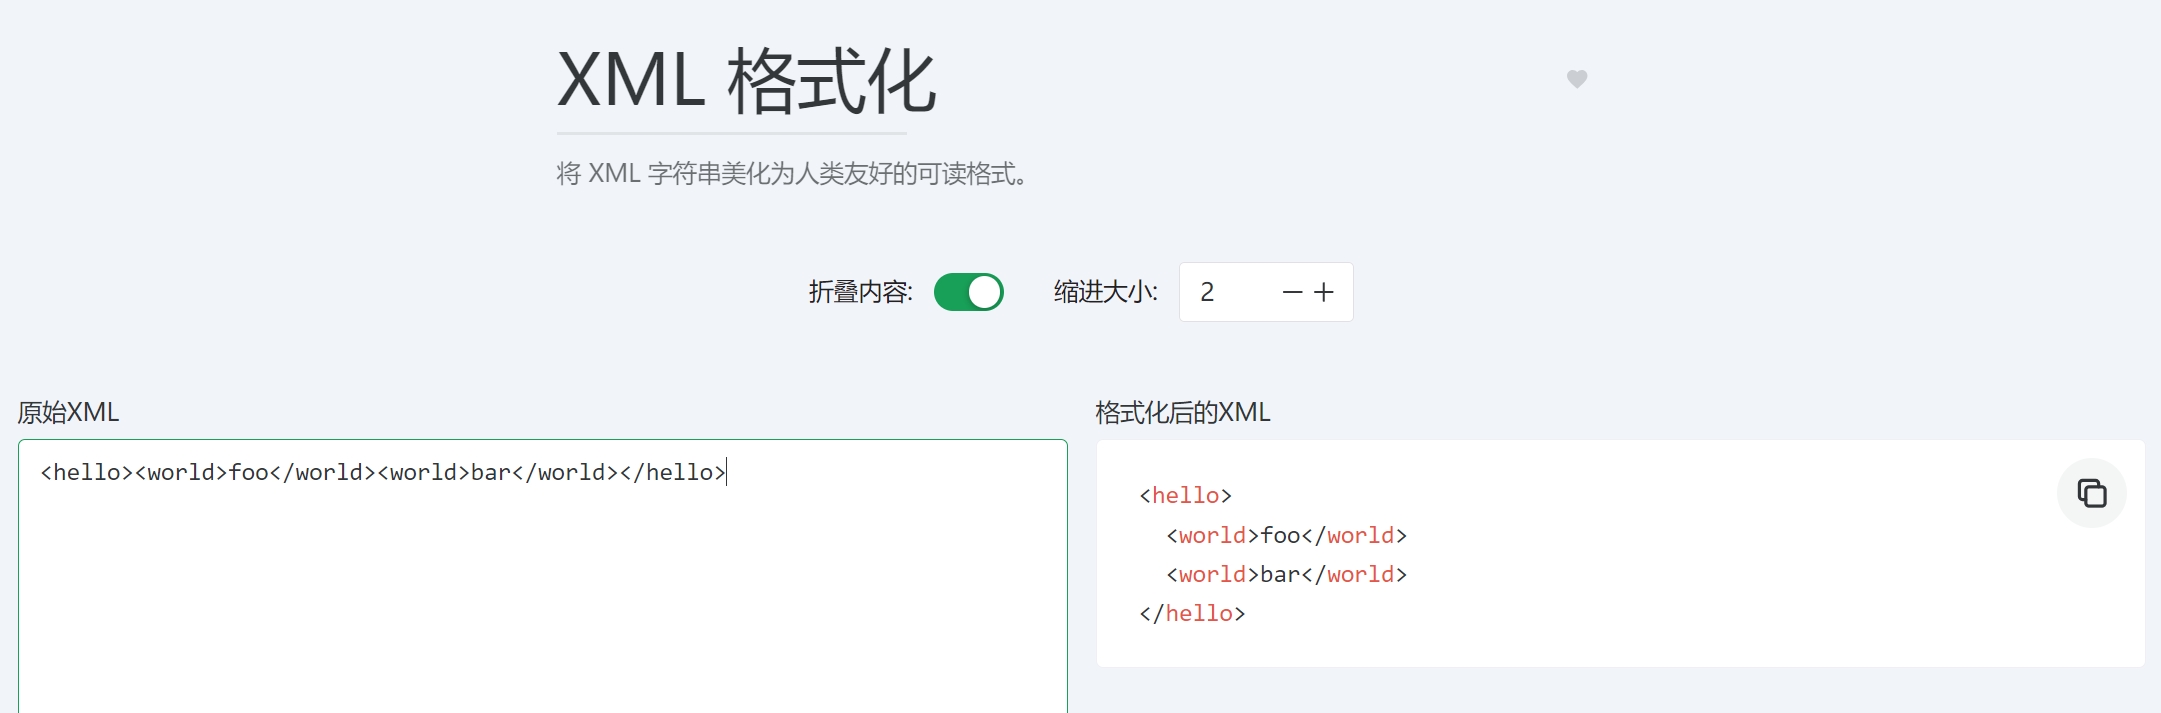 XML 格式化
将 XML 字符串美化为人类友好的可读格式。
折叠内容: 缩进大小: 2
原始XML
<hello><world>foo</world><world>bar</world></hello>
格式化后的XML
<hello>
  <world>foo</world>
  <world>bar</world>
</hello>